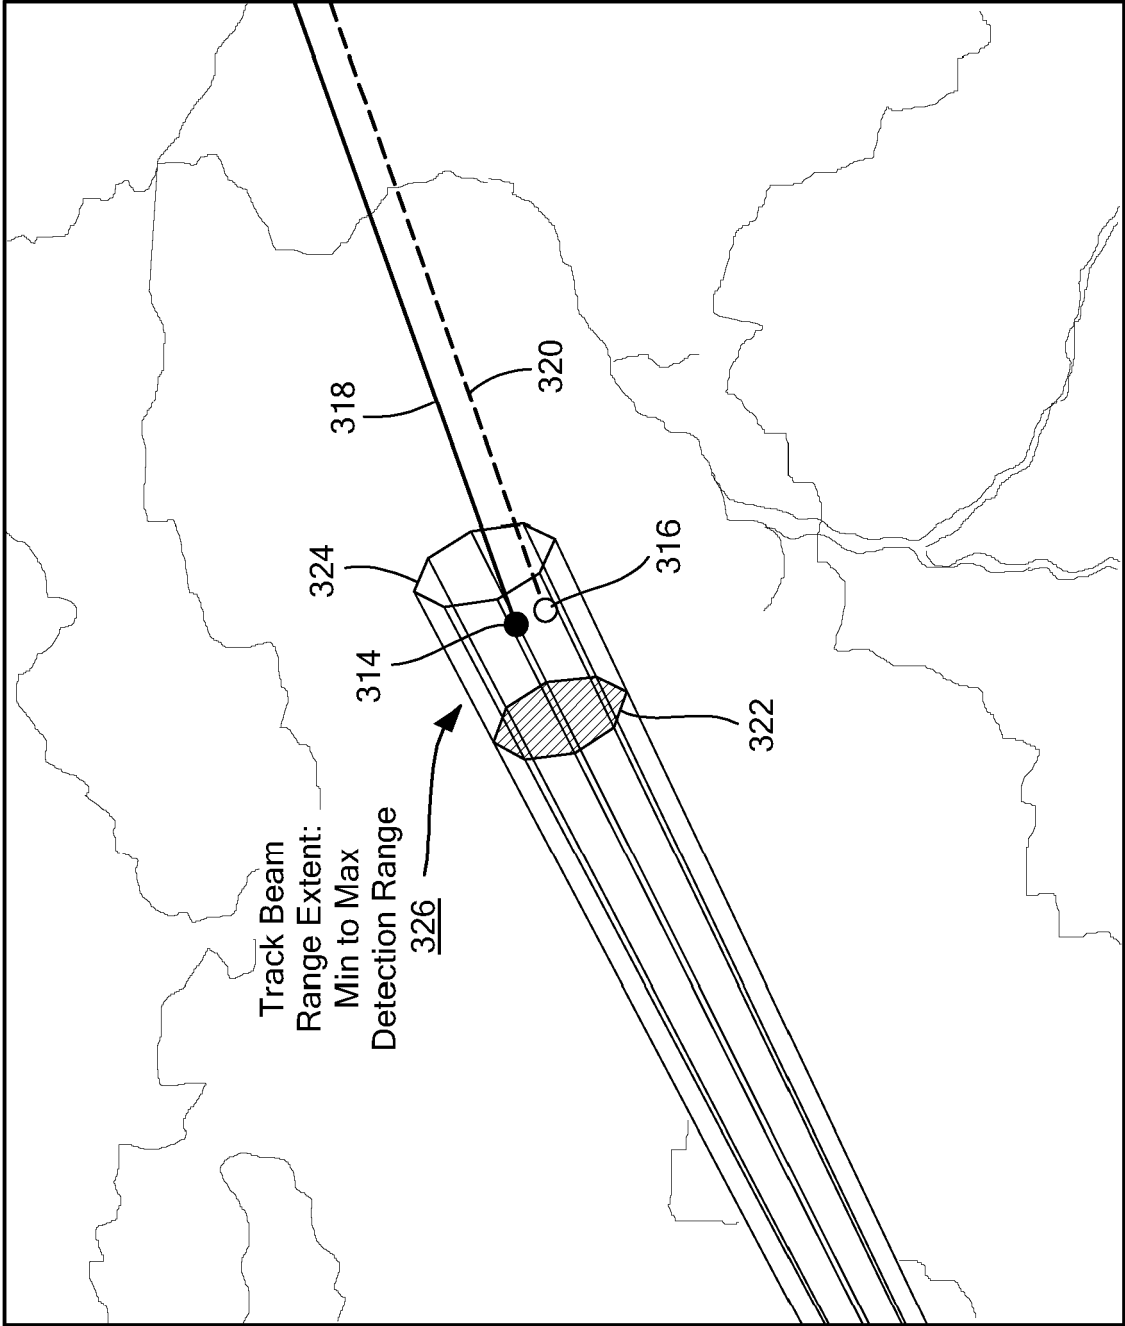 318
320
324
316
314
322
Track Beam
Range Extent:
Min to Max
Detection Range
326